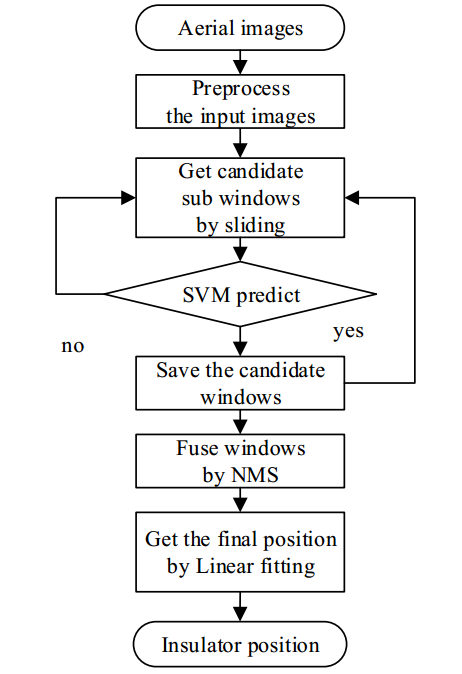 Aerial images
Preprocess
the input images
Get candidate
sub windows
by sliding
SVM predict
yes
no
Save the candidate
windows
Fuse windows
by NMS
Get the final position
by Linear fitting
Insulator position